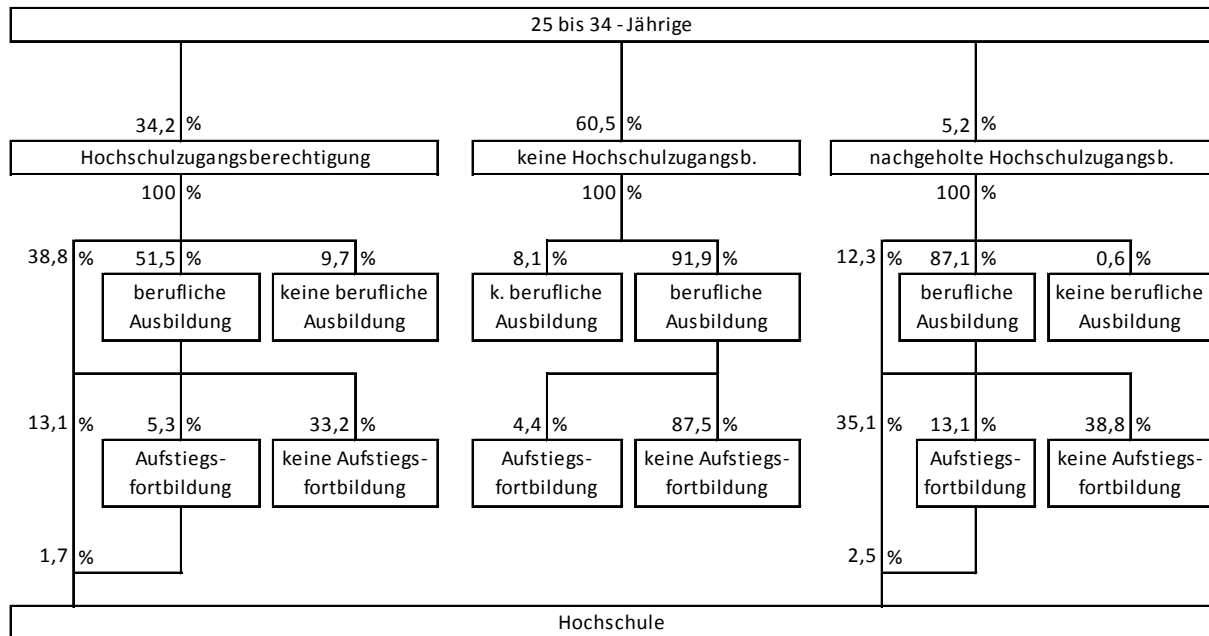 25 bis 34 - Jährige
34,2 % 60,5 % 5,2 %
Hochschulzugangsberechtigung keine Hochschulzugangsb. nachgeholte Hochschulzugangsb.
100 % 100 % 100 %
38,8 % 51,5 % 9,7 % 8,1 % 91,9 % 12,3 % 87,1 % 0,6 %
berufliche keine berufliche k. berufliche berufliche berufliche keine berufliche
Ausbildung Ausbildung Ausbildung Ausbildung Ausbildung Ausbildung
13,1 % 5,3 % 33,2 % 4,4 % 87,5 % 35,1 % 13,1 % 38,8 %
Aufstiegs- keine Aufstiegs- Aufstiegs- keine Aufstiegs- Aufstiegs- keine Aufstiegs-
fortbildung fortbildung fortbildung fortbildung fortbildung fortbildung
1,7 % 2,5 %
Hochschule